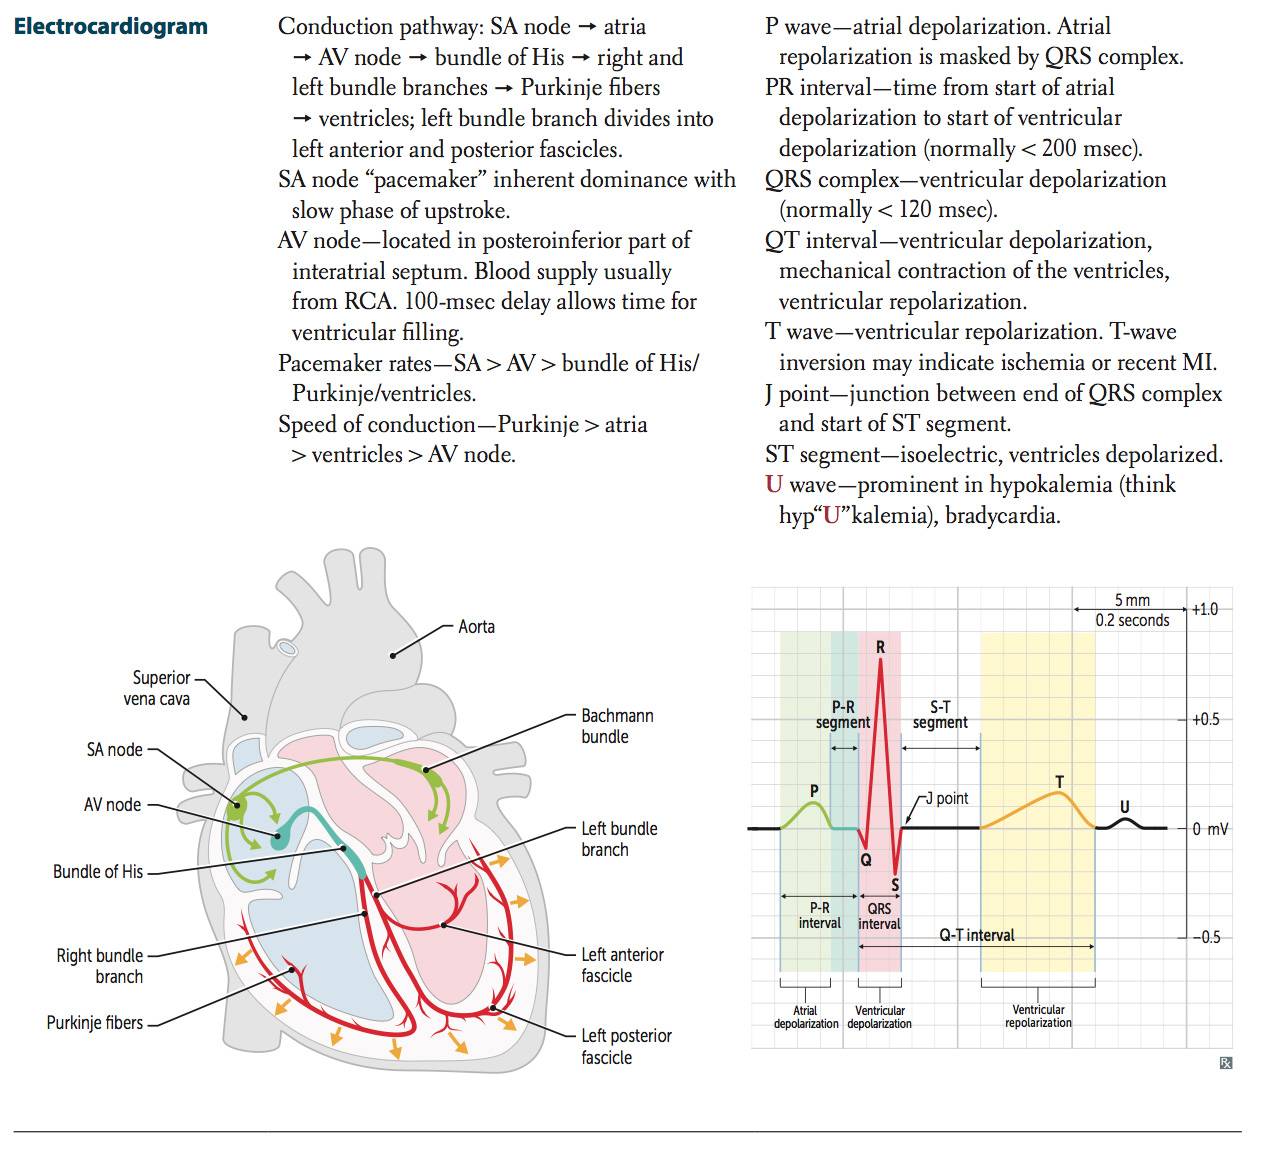 Electrocardiogram
Conduction pathway: SA node → atria
→ AV node → bundle of His → right and
left bundle branches → Purkinje fibers
→ ventricles; left bundle branch divides into
left anterior and posterior fascicles.
SA node “pacemaker” inherent dominance with
slow phase of upstroke.
AV node—located in posteroinferior part of
interatrial septum. Blood supply usually
from RCA. 100-msec delay allows time for
ventricular filling.
Pacemaker rates—SA > AV > bundle of His/
Purkinje/ventricles.
Speed of conduction—Purkinje > atria
> ventricles > AV node.
P wave—atrial depolarization. Atrial
repolarization is masked by QRS complex.
PR interval—time from start of atrial
depolarization to start of ventricular
depolarization (normally < 200 msec).
QRS complex—ventricular depolarization
(normally < 120 msec).
QT interval—ventricular depolarization,
mechanical contraction of the ventricles,
ventricular repolarization.
T wave—ventricular repolarization. T-wave
inversion may indicate ischemia or recent MI.
J point—junction between end of QRS complex
and start of ST segment.
ST segment—isoelectric, ventricles depolarized.
U wave—prominent in hypokalemia (think
hyp“U”kalemia), bradycardia.
Aorta
Superior
vena cava
SA node
AV node
Bundle of His
Right bundle
branch
Purkinje fibers
Bachmann
bundle
Left bundle
branch
Left anterior
fascicle
Left posterior
fascicle
5 mm
0.2 seconds
+1.0
R
P-R
segment
S-T
segment
+0.5
P
J point
T
U
0 mV
Q
S
P-R
interval
QRS
interval
Q-T interval
−0.5
Atrial
depolarization
Ventricular
depolarization
Ventricular
repolarization
Rx